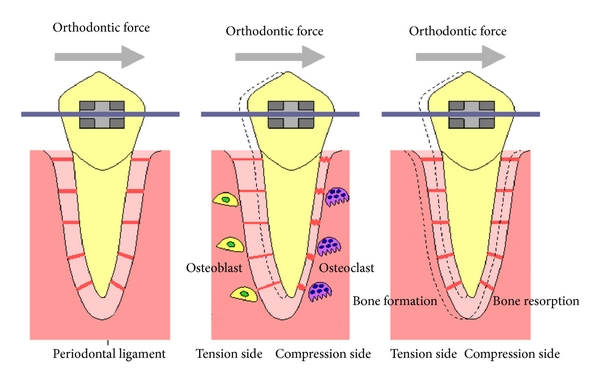 Orthodontic force
Orthodontic force
Orthodontic force
Osteoblast
Osteoclast
Bone formation
Bone resorption
Periodontal ligament
Tension side
Compression side
Tension side
Compression side